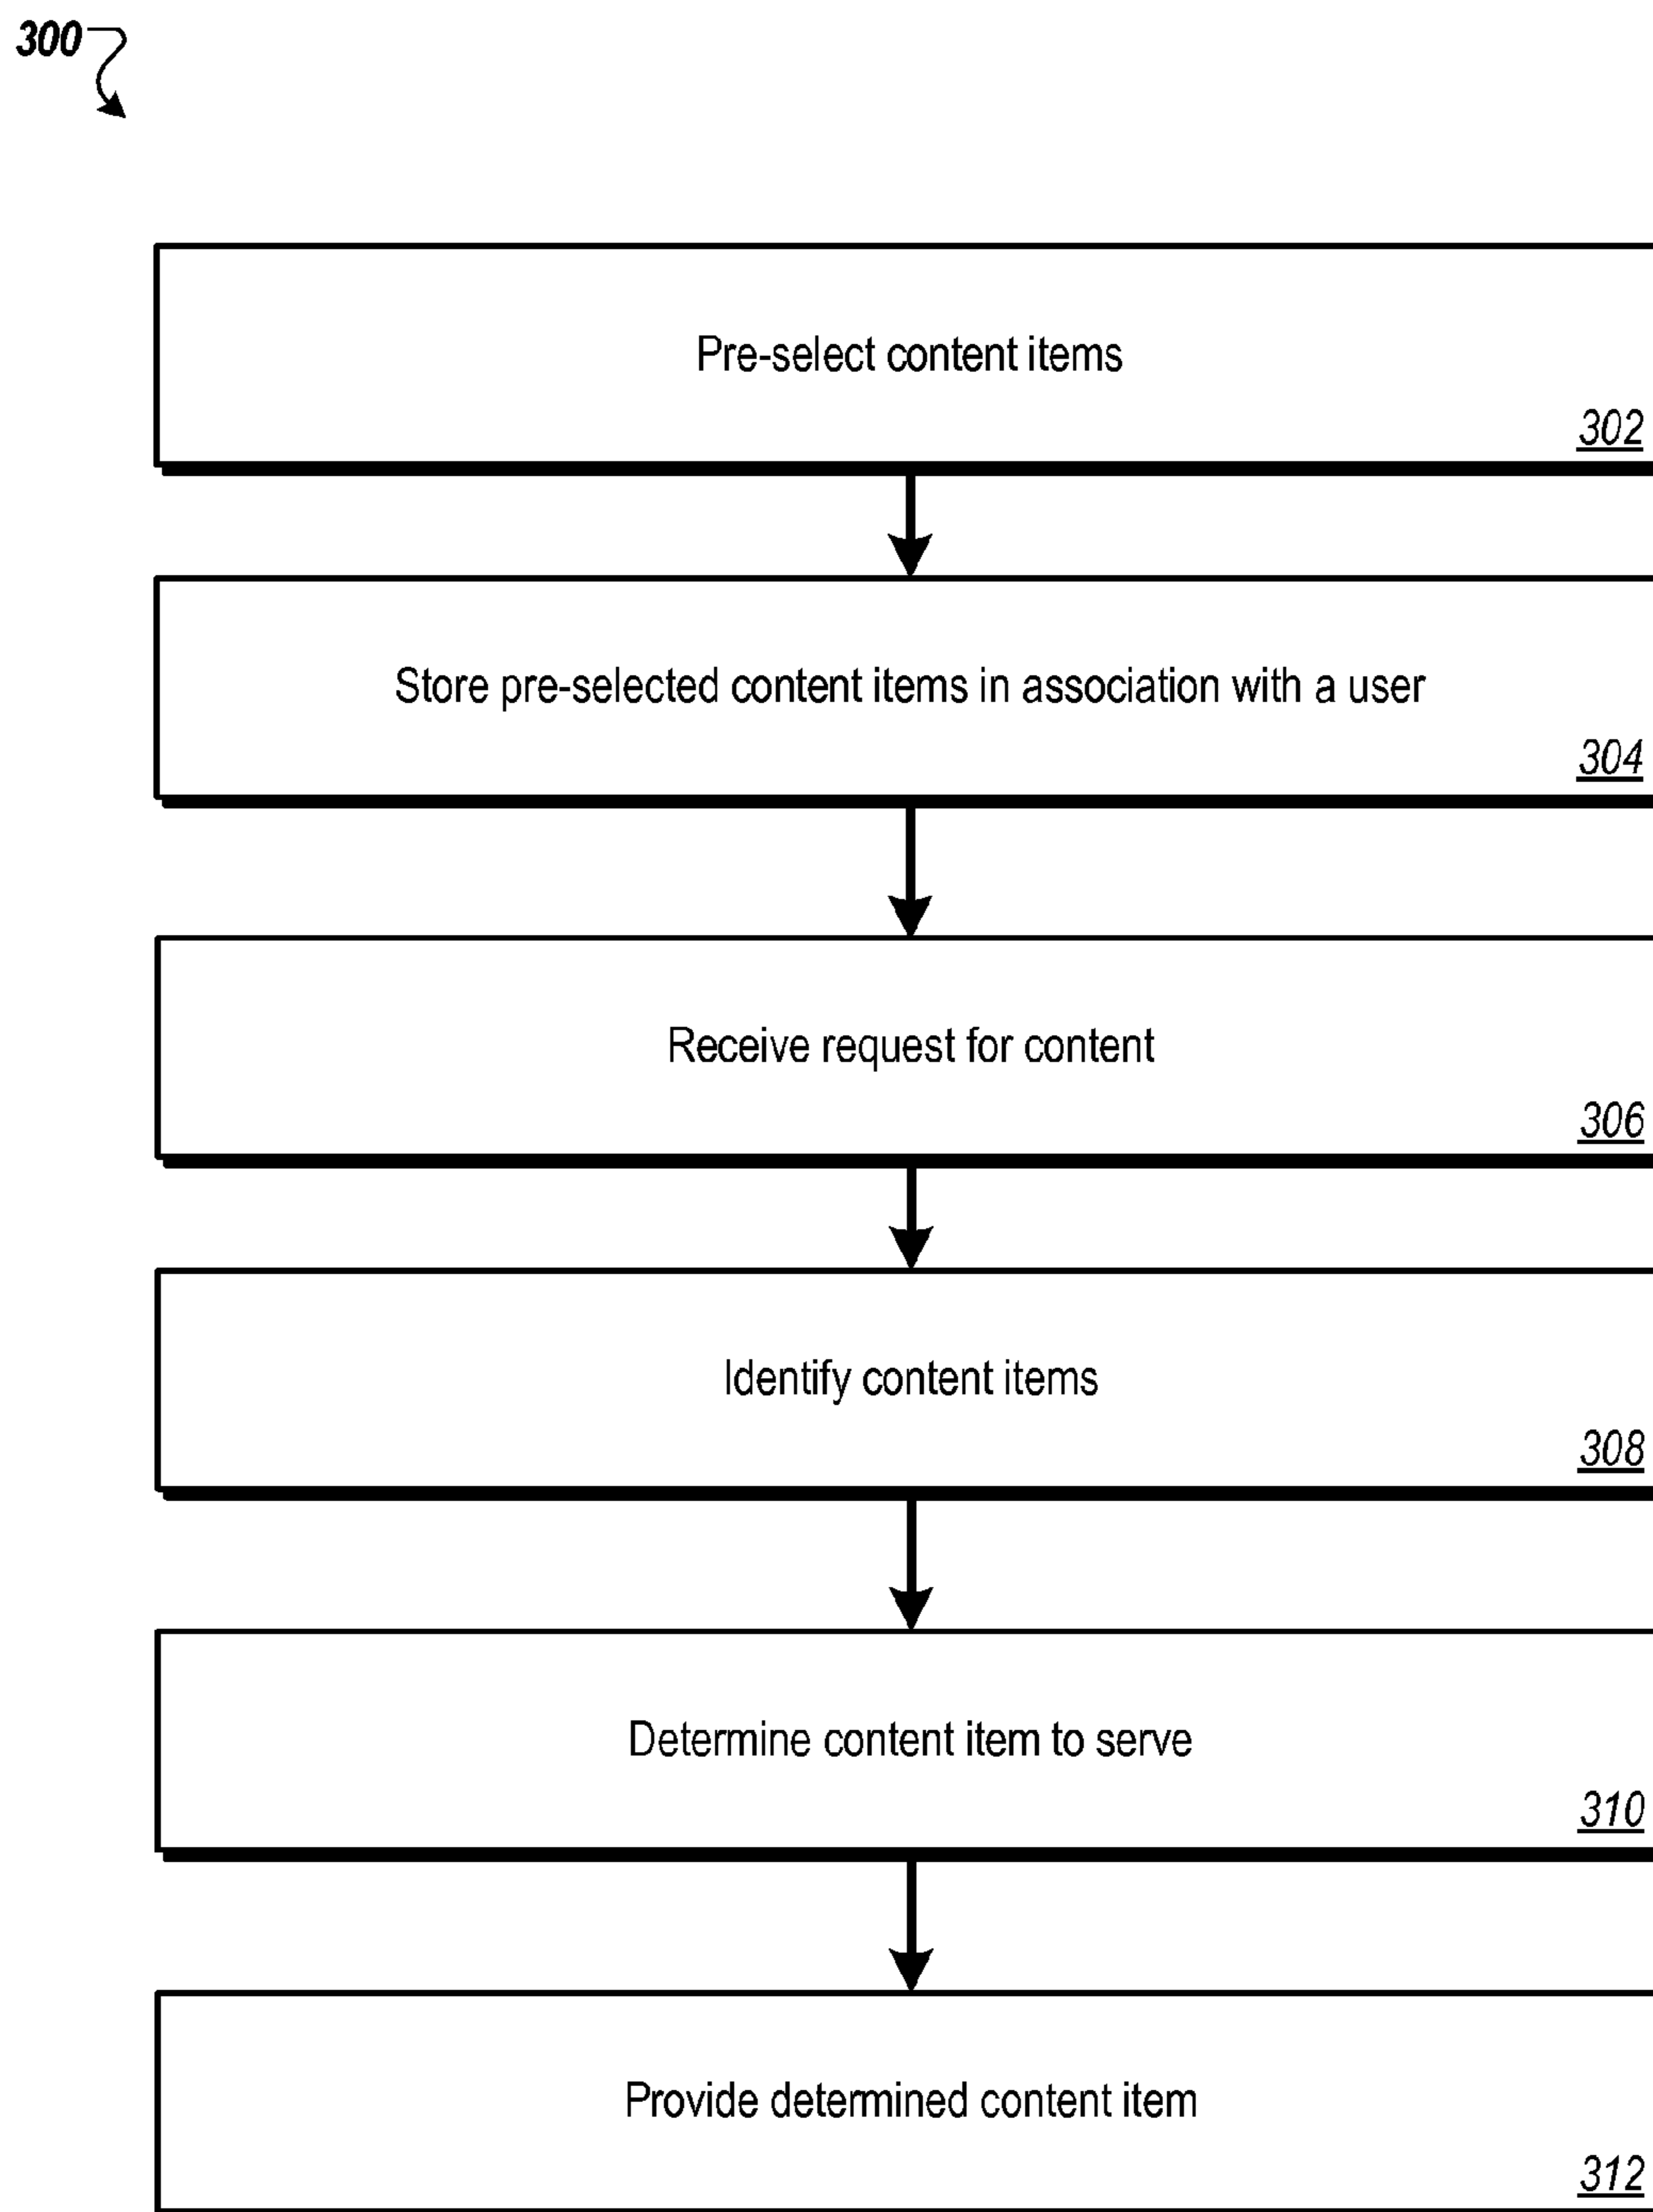 300
Pre-select content items
302
Store pre-selected content items in association with a user
304
Receive request for content
306
Identify content items
308
Determine content item to serve
310
Provide determined content item
312